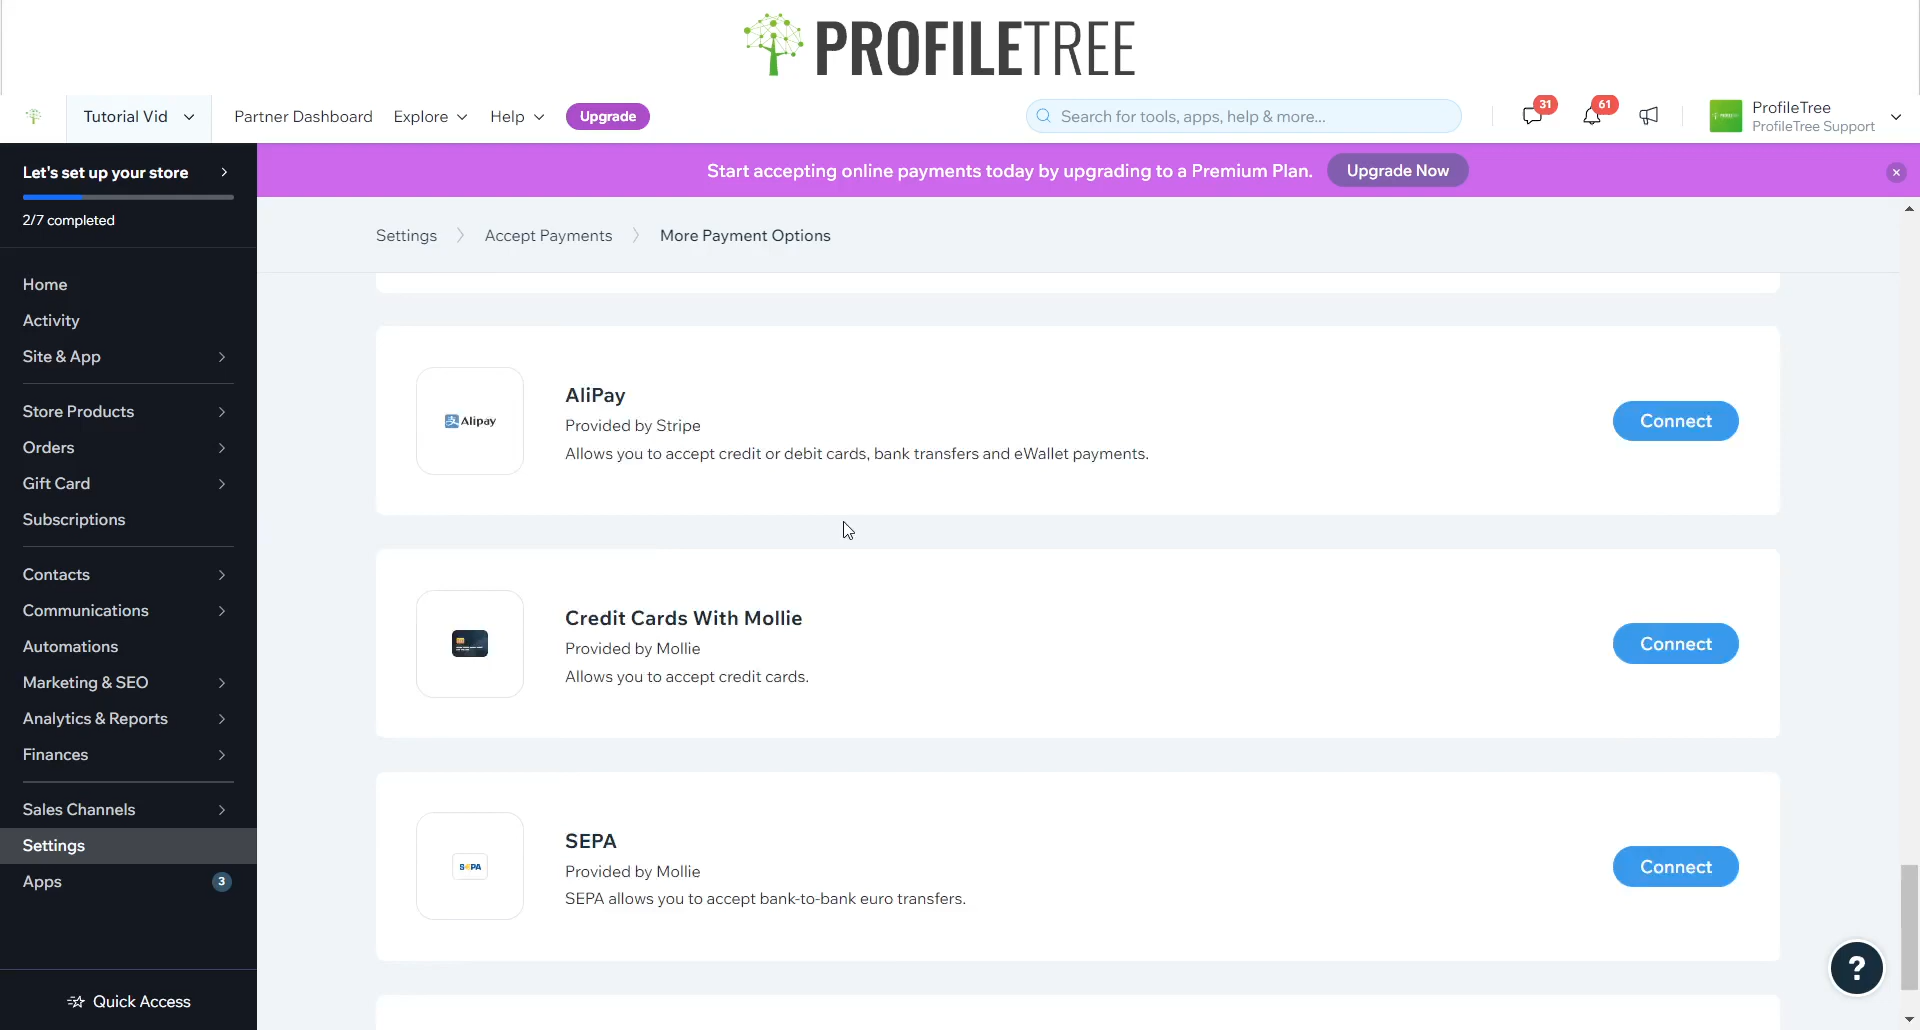 PROFILETREE
Tutorial Vid
Partner Dashboard
Explore
Help
Upgrade
Search for tools, apps, help & more...
31
61
ProfileTree
ProfileTree Support
Let's set up your store
2/7 completed
Start accepting online payments today by upgrading to a Premium Plan.
Upgrade Now
Settings
Accept Payments
More Payment Options
Home
Activity
Site & App
Store Products
Orders
Gift Card
Subscriptions
Contacts
Communications
Automations
Marketing & SEO
Analytics & Reports
Finances
Sales Channels
Settings
Apps
3
Quick Access
Alipay
AliPay
Provided by Stripe
Allows you to accept credit or debit cards, bank transfers and eWallet payments.
Connect
Credit Cards With Mollie
Provided by Mollie
Allows you to accept credit cards.
Connect
SEPA
SEPA
Provided by Mollie
SEPA allows you to accept bank-to-bank euro transfers.
Connect
?